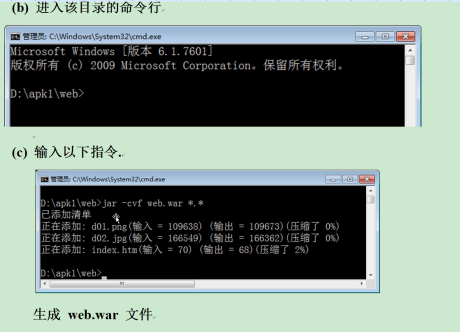 (b) 进入该目录的命令行
管理员: C:\Windows\System32\cmd.exe
Microsoft Windows [版本 6.1.7601]
版权所有 (c) 2009 Microsoft Corporation。保留所有权利。
D:\apk1\web>
(c) 输入以下指令.
管理员: C:\Windows\System32\cmd.exe
D:\apk1\web>jar -cvf web.war *.*
已添加清单
正在添加: d01.png(输入 = 109638) (输出 = 109673)(压缩了 0%)
正在添加: d02.jpg(输入 = 166549) (输出 = 166362)(压缩了 0%)
正在添加: index.htm(输入 = 70) (输出 = 68)(压缩了 2%)
D:\apk1\web>
生成 web.war 文件